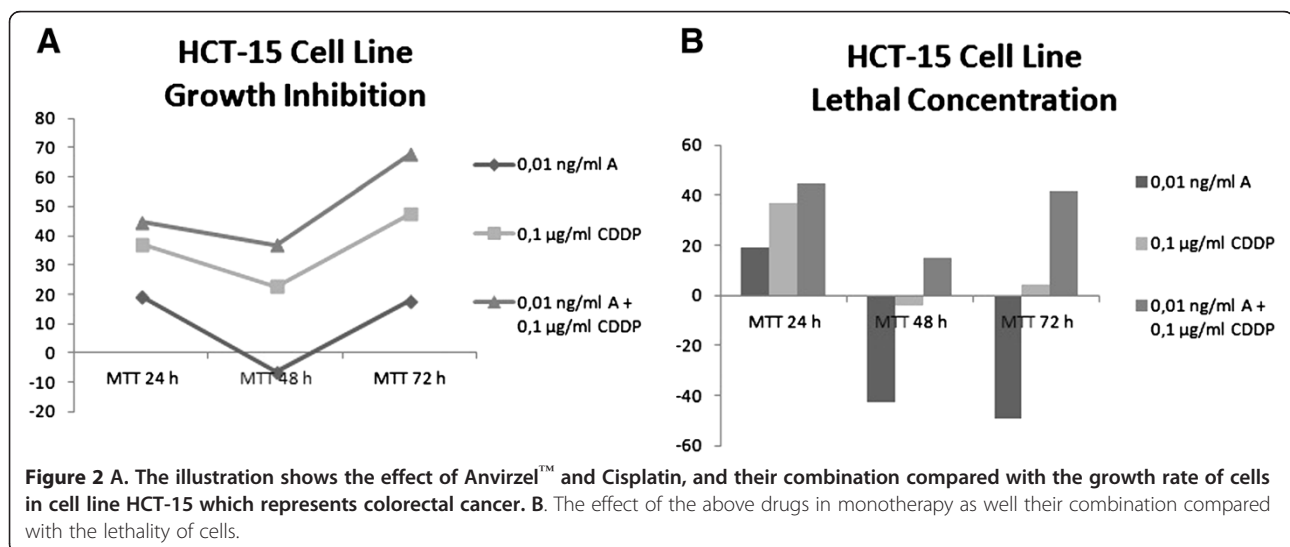 A
HCT-15 Cell Line
Growth Inhibition
80
70
60
50
40
30
20
10
0
-10
-20
MTT 24 h
MTT 48 h
MTT 72 h
0,01 ng/ml A
0,1 µg/ml CDDP
0,01 ng/ml A +
0,1 µg/ml CDDP
B
HCT-15 Cell Line
Lethal Concentration
60
40
20
0
-20
-40
-60
MTT 24 h
MTT 48 h
MTT 72 h
0,01 ng/ml A
0,1 µg/ml CDDP
0,01 ng/ml A +
0,1 µg/ml CDDP
Figure 2 A. The illustration shows the effect of Anvirzel™ and Cisplatin, and their combination compared with the growth rate of cells
in cell line HCT-15 which represents colorectal cancer. B. The effect of the above drugs in monotherapy as well their combination compared
with the lethality of cells.